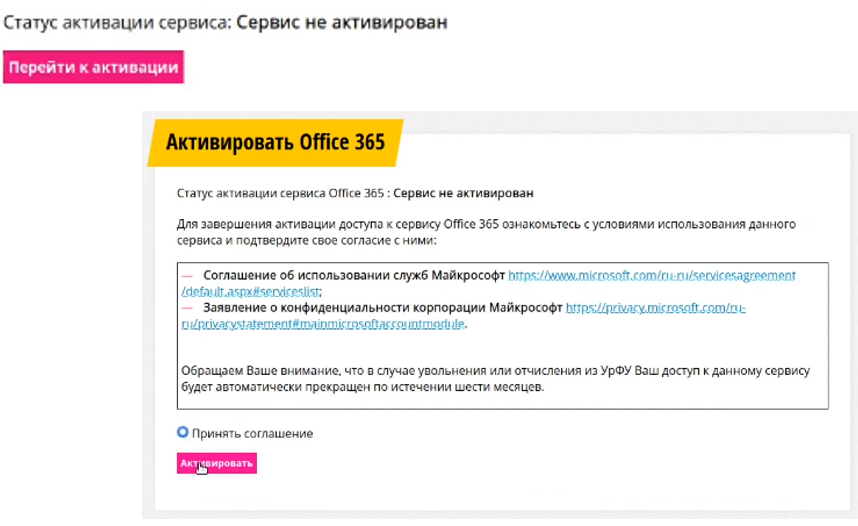 Статус активации сервиса: Сервис не активирован
Перейти к активации
Активировать Office 365
Статус активации сервиса Office 365 : Сервис не активирован
Для завершения активации доступа к сервису Office 365 ознакомьтесь с условиями использования данного
сервиса и подтвердите свое согласие с ними:
— Соглашение об использовании служб Майкрософт https://www.microsoft.com/ru-ru/servicesagreement
/default.aspx#serviceslist;
— Заявление о конфиденциальности корпорации Майкрософт https://privacy.microsoft.com/ru-
ru/privacystatement#mainmicrosoftaccountmodule.
Обращаем Ваше внимание, что в случае увольнения или отчисления из УрФУ Ваш доступ к данному сервису
будет автоматически прекращен по истечении шести месяцев.
Принять соглашение
Активировать